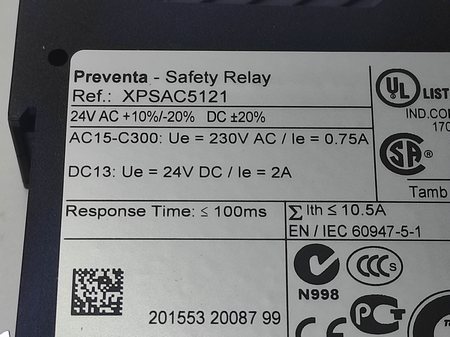 Preventa - Safety Relay
Ref.: XPSAC5121
24V AC +10%/-20% DC ±20%
AC15-C300: Ue = 230V AC / Ie = 0.75A
DC13: Ue = 24V DC / Ie = 2A
Response Time: ≤ 100ms
∑ Ith ≤ 10.5A
EN / IEC 60947-5-1
UL LIST
IND.CO
170
SA
Tamb
N998
CCC S
201553 20087 99